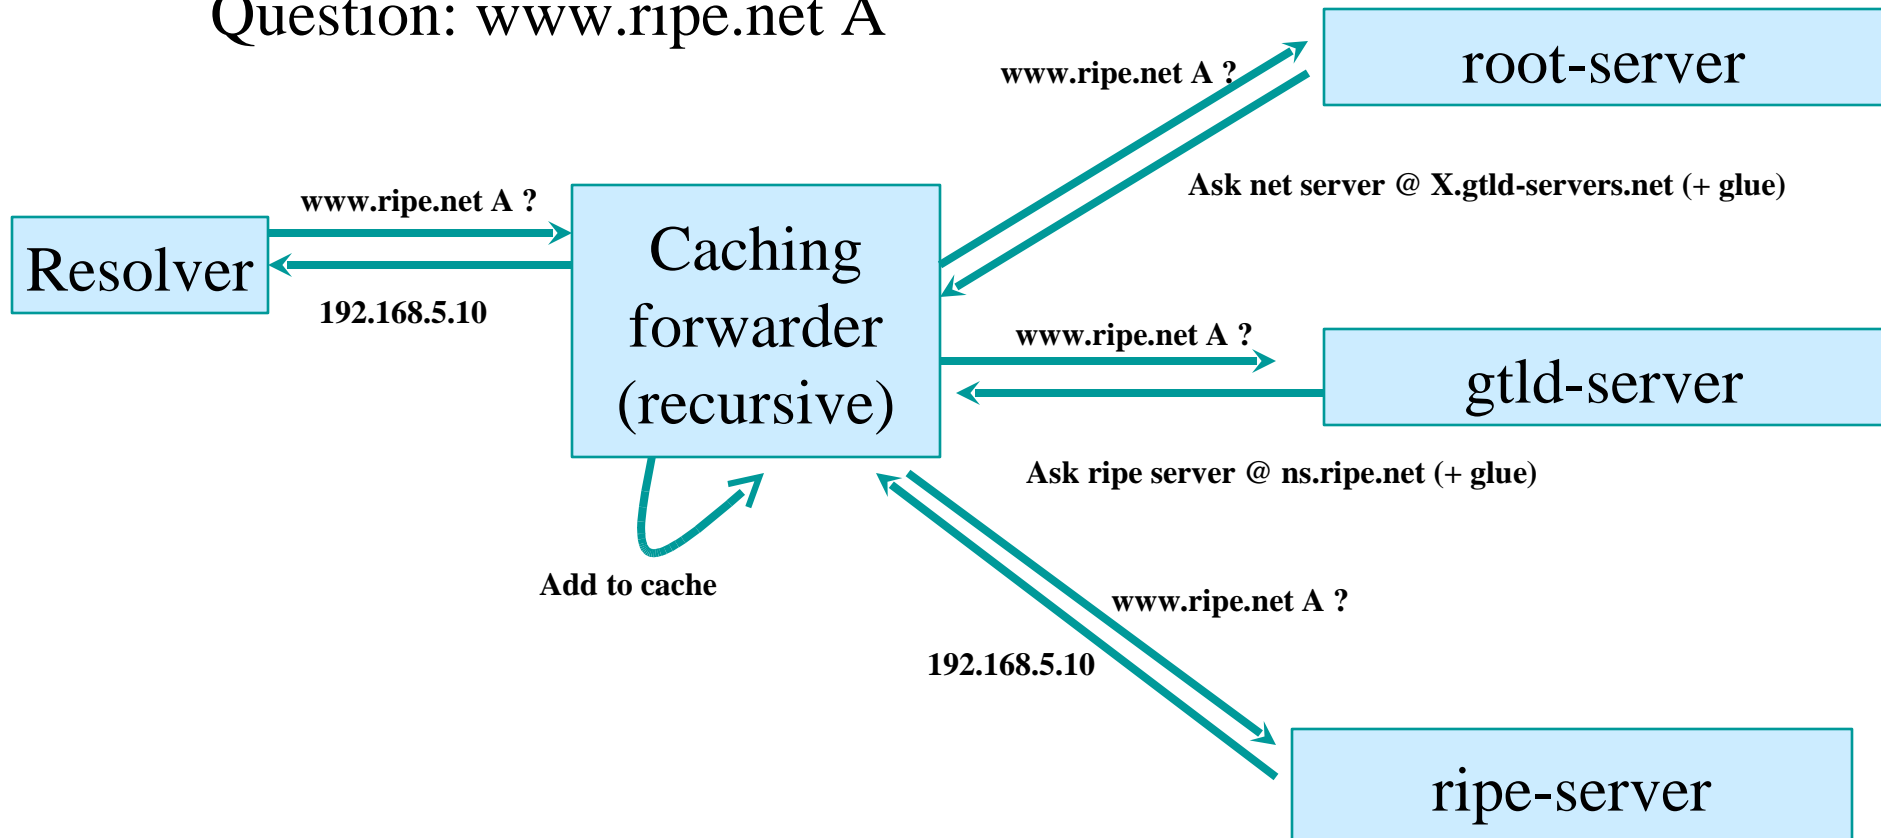 Question: www.ripe.net A
www.ripe.net A ?
root-server
Ask net server @ X.gtld-servers.net (+ glue)
www.ripe.net A ?
Resolver
192.168.5.10
Caching
forwarder
(recursive)
www.ripe.net A ?
gtld-server
Ask ripe server @ ns.ripe.net (+ glue)
Add to cache
www.ripe.net A ?
192.168.5.10
ripe-server